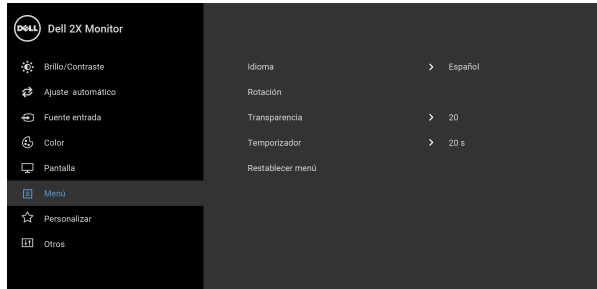 DELL Dell 2X Monitor
Brillo/Contraste
Ajuste automático
Fuente entrada
Color
Pantalla
Menú
Personalizar
Otros
Idioma > Español
Rotación
Transparencia > 20
Temporizador > 20 s
Restablecer menú